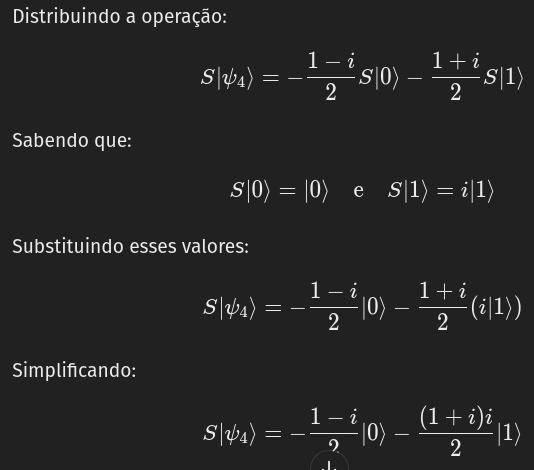 Distribuindo a operação:
S|ψ₄⟩ = −(1 − i)/2 S|0⟩ − (1 + i)/2 S|1⟩
Sabendo que:
S|0⟩ = |0⟩ e S|1⟩ = i|1⟩
Substituindo esses valores:
S|ψ₄⟩ = −(1 − i)/2 |0⟩ − (1 + i)/2 (i|1⟩)
Simplificando:
S|ψ₄⟩ = −(1 − i)/2 |0⟩ − ((1 + i)i)/2 |1⟩